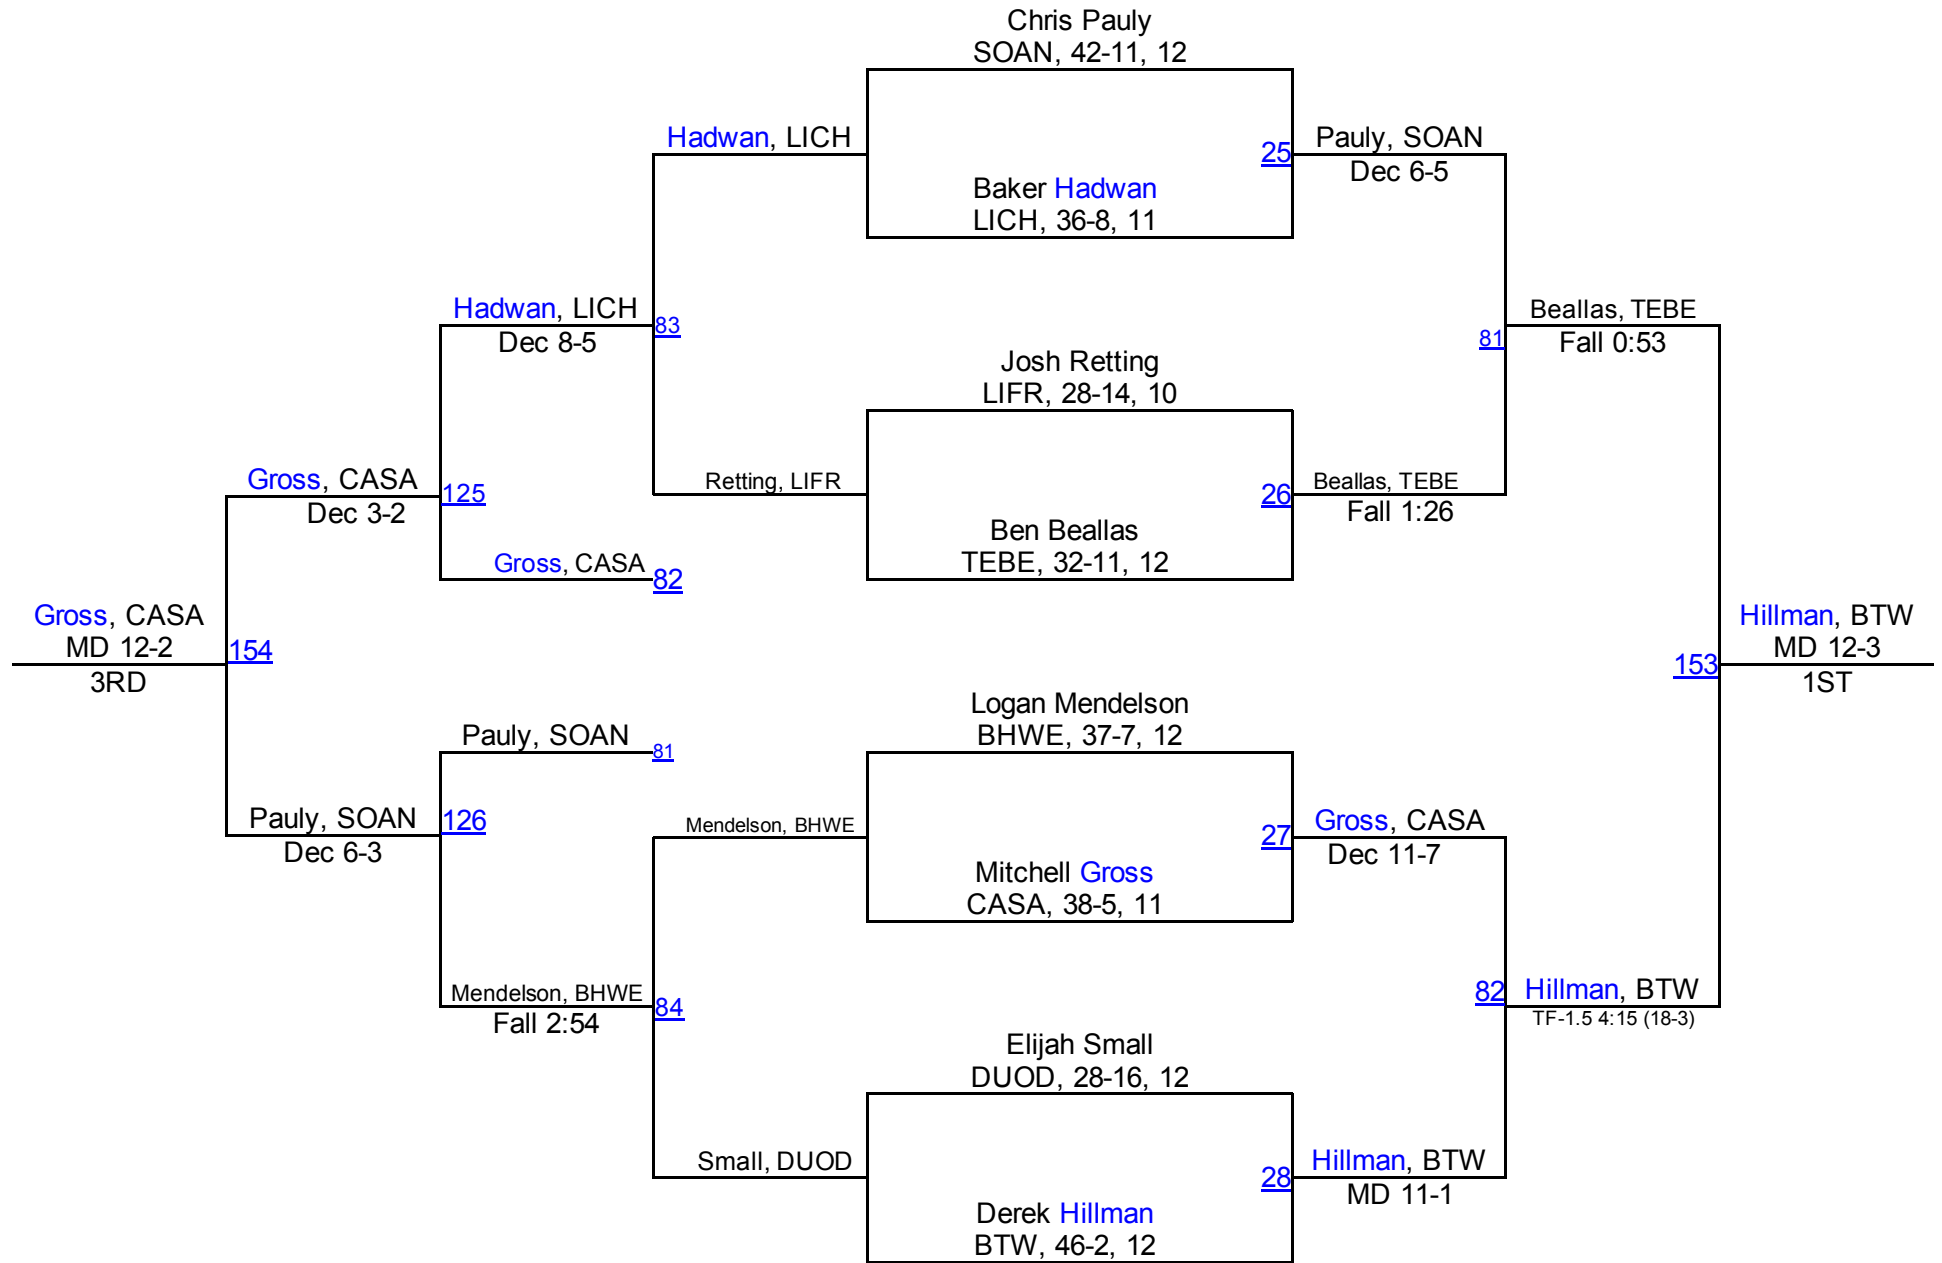 Chris Pauly
SOAN, 42-11, 12
Hadwan, LICH
25
Pauly, SOAN
Dec 6-5
Baker Hadwan
LICH, 36-8, 11
Hadwan, LICH
Dec 8-5
83
Josh Retting
LIFR, 28-14, 10
81
Beallas, TEBE
Fall 0:53
Gross, CASA
Dec 3-2
125
Retting, LIFR
26
Beallas, TEBE
Fall 1:26
Ben Beallas
TEBE, 32-11, 12
Gross, CASA
82
Gross, CASA
MD 12-2
3RD
154
153
Hillman, BTW
MD 12-3
1ST
Logan Mendelson
BHWE, 37-7, 12
Pauly, SOAN
81
Pauly, SOAN
Dec 6-3
126
Mendelson, BHWE
27
Gross, CASA
Dec 11-7
Mitchell Gross
CASA, 38-5, 11
Mendelson, BHWE
Fall 2:54
84
82
Hillman, BTW
TF-1.5 4:15 (18-3)
Elijah Small
DUOD, 28-16, 12
Small, DUOD
28
Hillman, BTW
MD 11-1
Derek Hillman
BTW, 46-2, 12